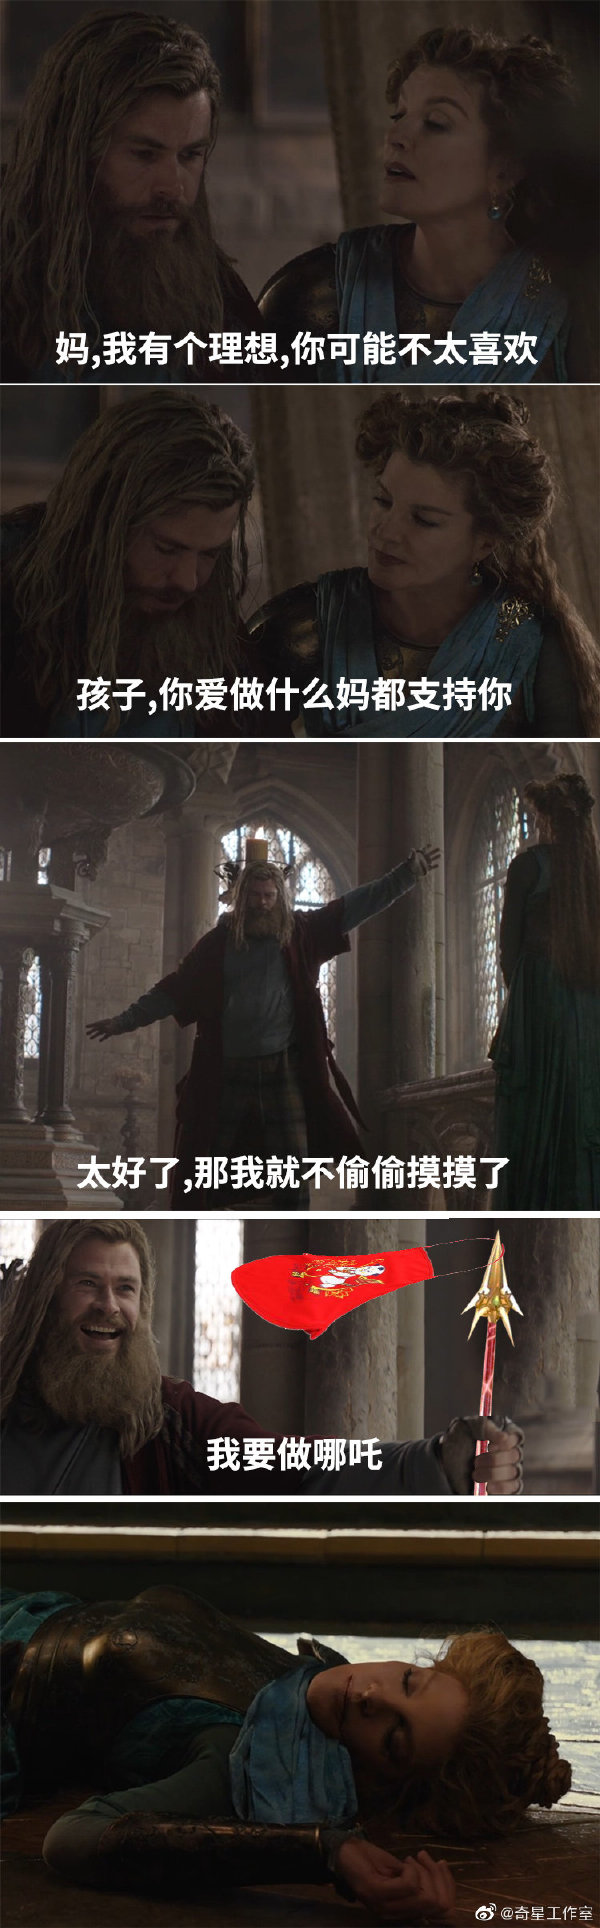 妈,我有个理想,你可能不太喜欢
孩子,你爱做什么妈都支持你
太好了,那我就不偷偷摸摸了
我要做哪吒
@奇星工作室